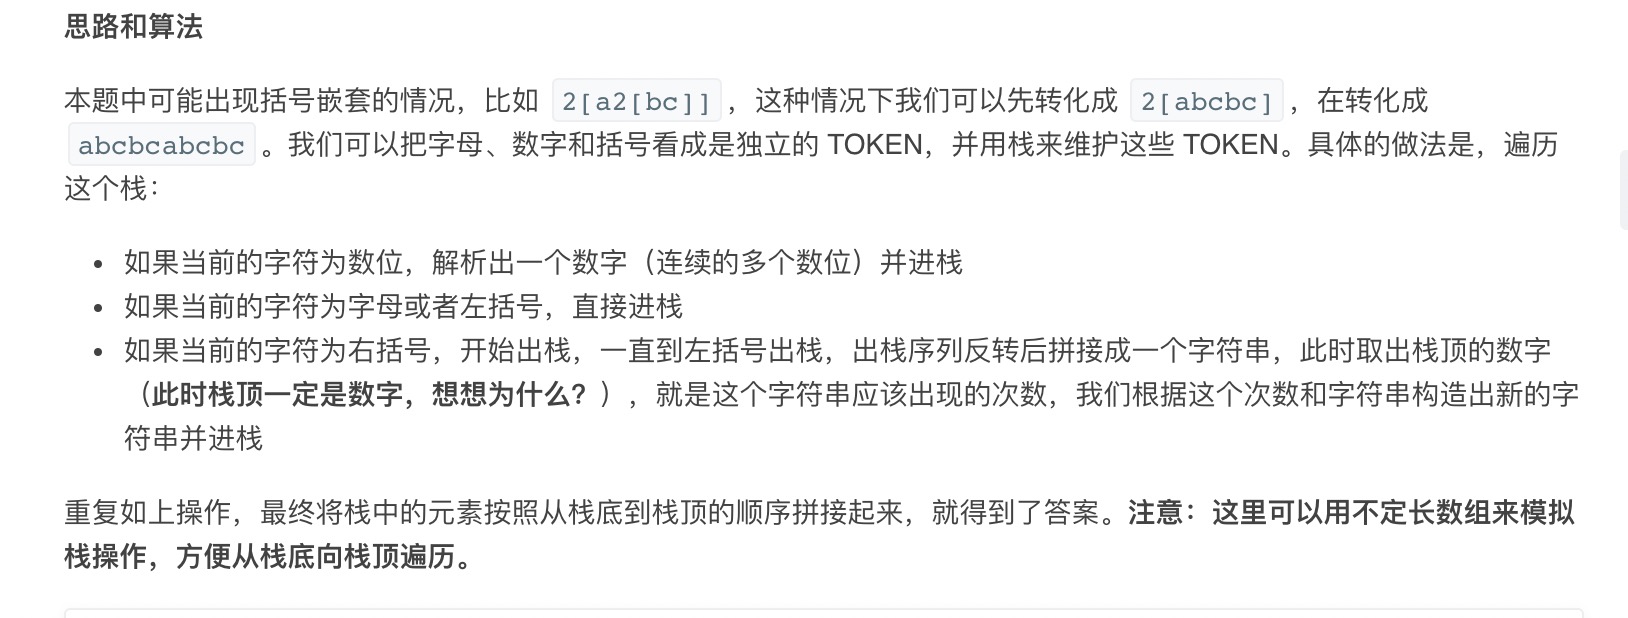 思路和算法
本题中可能出现括号嵌套的情况，比如 2[a2[bc]] ，这种情况下我们可以先转化成 2[abcbc] ，在转化成
abcbcabcbc 。我们可以把字母、数字和括号看成是独立的 TOKEN，并用栈来维护这些 TOKEN。具体的做法是，遍历
这个栈：
• 如果当前的字符为数位，解析出一个数字（连续的多个数位）并进栈
• 如果当前的字符为字母或者左括号，直接进栈
• 如果当前的字符为右括号，开始出栈，一直到左括号出栈，出栈序列反转后拼接成一个字符串，此时取出栈顶的数字
（此时栈顶一定是数字，想想为什么？），就是这个字符串应该出现的次数，我们根据这个次数和字符串构造出新的字
符串并进栈
重复如上操作，最终将栈中的元素按照从栈底到栈顶的顺序拼接起来，就得到了答案。注意：这里可以用不定长数组来模拟
栈操作，方便从栈底向栈顶遍历。